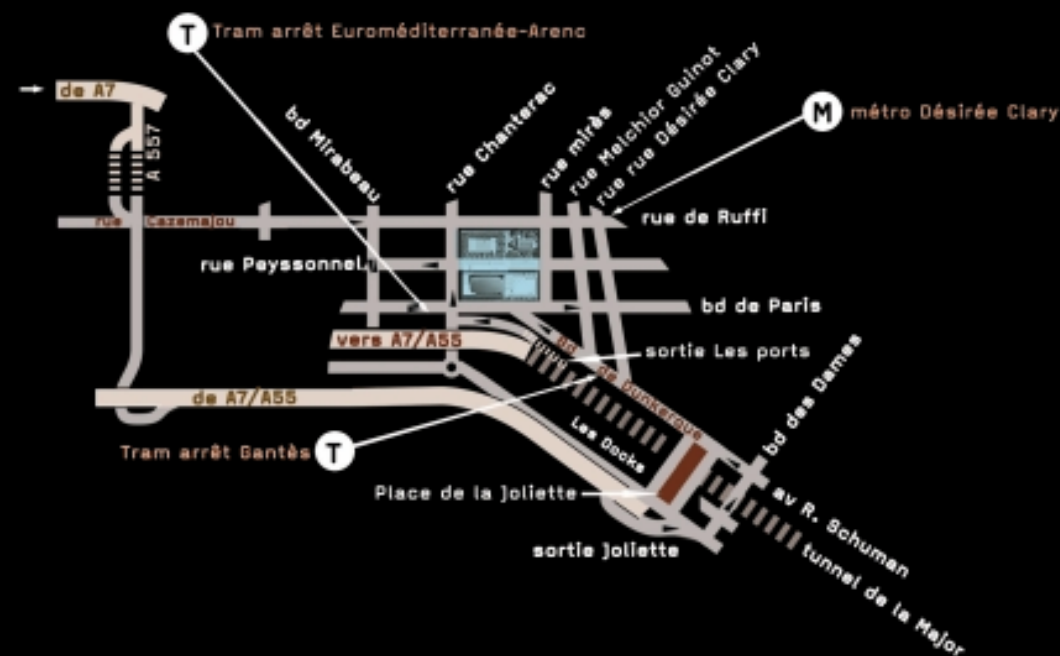 T Tram arrêt Euroméditerranée-Arenc
de A7
A 557
bd Mirabeau
rue Chanterac
rue mirès
rue Melchior Guinot
rue rue Désirée Clary
M métro Désirée Clary
rue Cazemajou
rue de Ruffi
rue Peyssonnel
bd de Paris
vers A7/A55
sortie Les ports
Bd de Dunkerque
de A7/A55
bd des Dames
Tram arrêt Gantès T
Les Docks
Place de la joliette
av R. Schuman
sortie joliette
tunnel de la Major